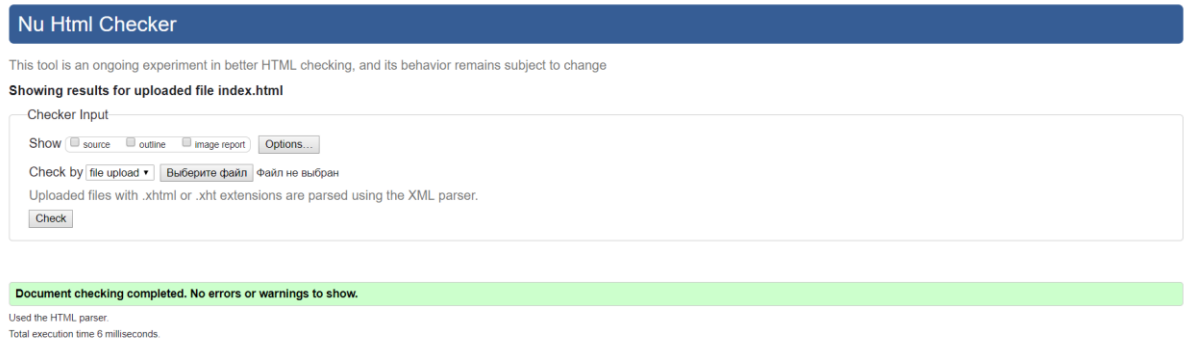 Nu Html Checker
This tool is an ongoing experiment in better HTML checking, and its behavior remains subject to change
Showing results for uploaded file index.html
Checker Input
Show source outline image report Options...
Check by file upload Выберите файл Файл не выбран
Uploaded files with .xhtml or .xht extensions are parsed using the XML parser.
Check
Document checking completed. No errors or warnings to show.
Used the HTML parser.
Total execution time 6 milliseconds.